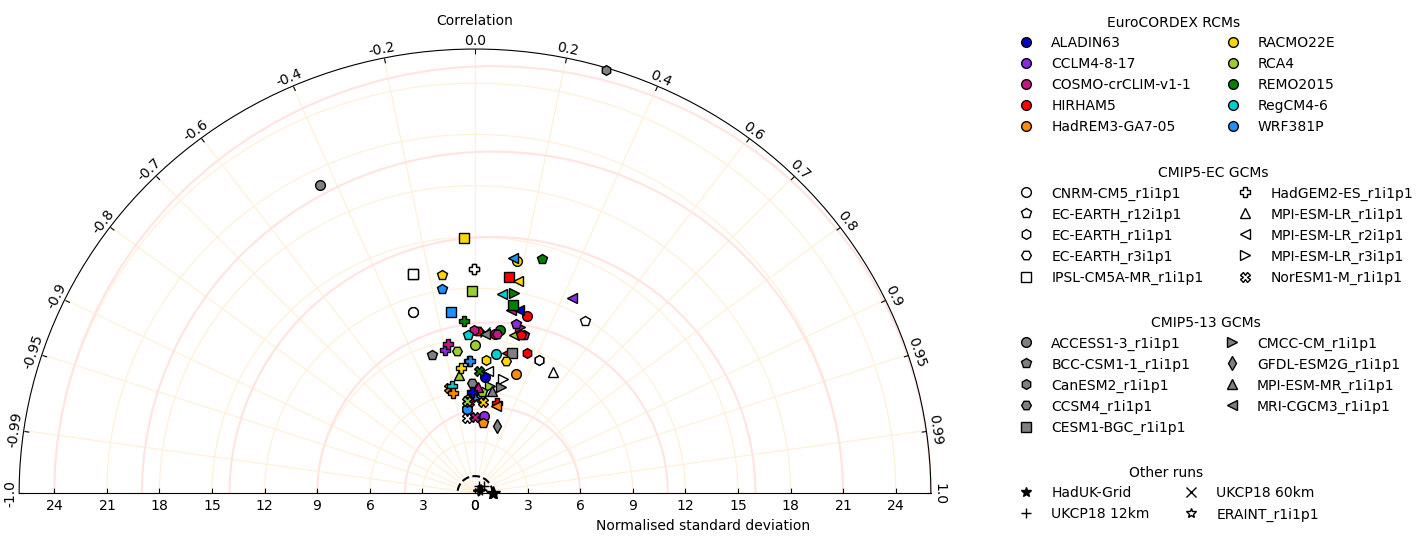 Correlation
-1.0
-0.99
-0.95
-0.9
-0.8
-0.7
-0.6
-0.4
-0.2
0.0
0.2
0.4
0.6
0.7
0.8
0.9
0.95
0.99
1.0
24 21 18 15 12 9 6 3 0 3 6 9 12 15 18 21 24
Normalised standard deviation
EuroCORDEX RCMs
ALADIN63 RACMO22E
CCLM4-8-17 RCA4
COSMO-crCLIM-v1-1 REMO2015
HIRHAM5 RegCM4-6
HadREM3-GA7-05 WRF381P
CMIP5-EC GCMs
CNRM-CM5_r1i1p1 HadGEM2-ES_r1i1p1
EC-EARTH_r12i1p1 MPI-ESM-LR_r1i1p1
EC-EARTH_r1i1p1 MPI-ESM-LR_r2i1p1
EC-EARTH_r3i1p1 MPI-ESM-LR_r3i1p1
IPSL-CM5A-MR_r1i1p1 NorESM1-M_r1i1p1
CMIP5-13 GCMs
ACCESS1-3_r1i1p1 CMCC-CM_r1i1p1
BCC-CSM1-1_r1i1p1 GFDL-ESM2G_r1i1p1
CanESM2_r1i1p1 MPI-ESM-MR_r1i1p1
CCSM4_r1i1p1 MRI-CGCM3_r1i1p1
CESM1-BGC_r1i1p1
Other runs
HadUK-Grid UKCP18 60km
UKCP18 12km ERAINT_r1i1p1